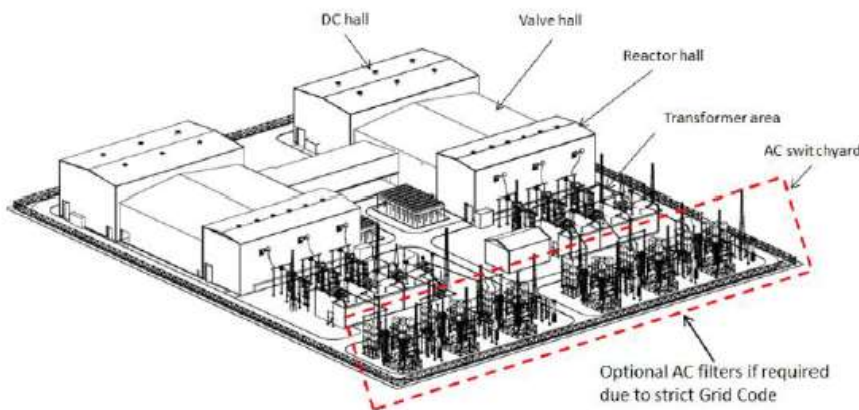 DC hall
Valve hall
Reactor hall
Transformer area
AC switchyard
Optional AC filters if required
due to strict Grid Code